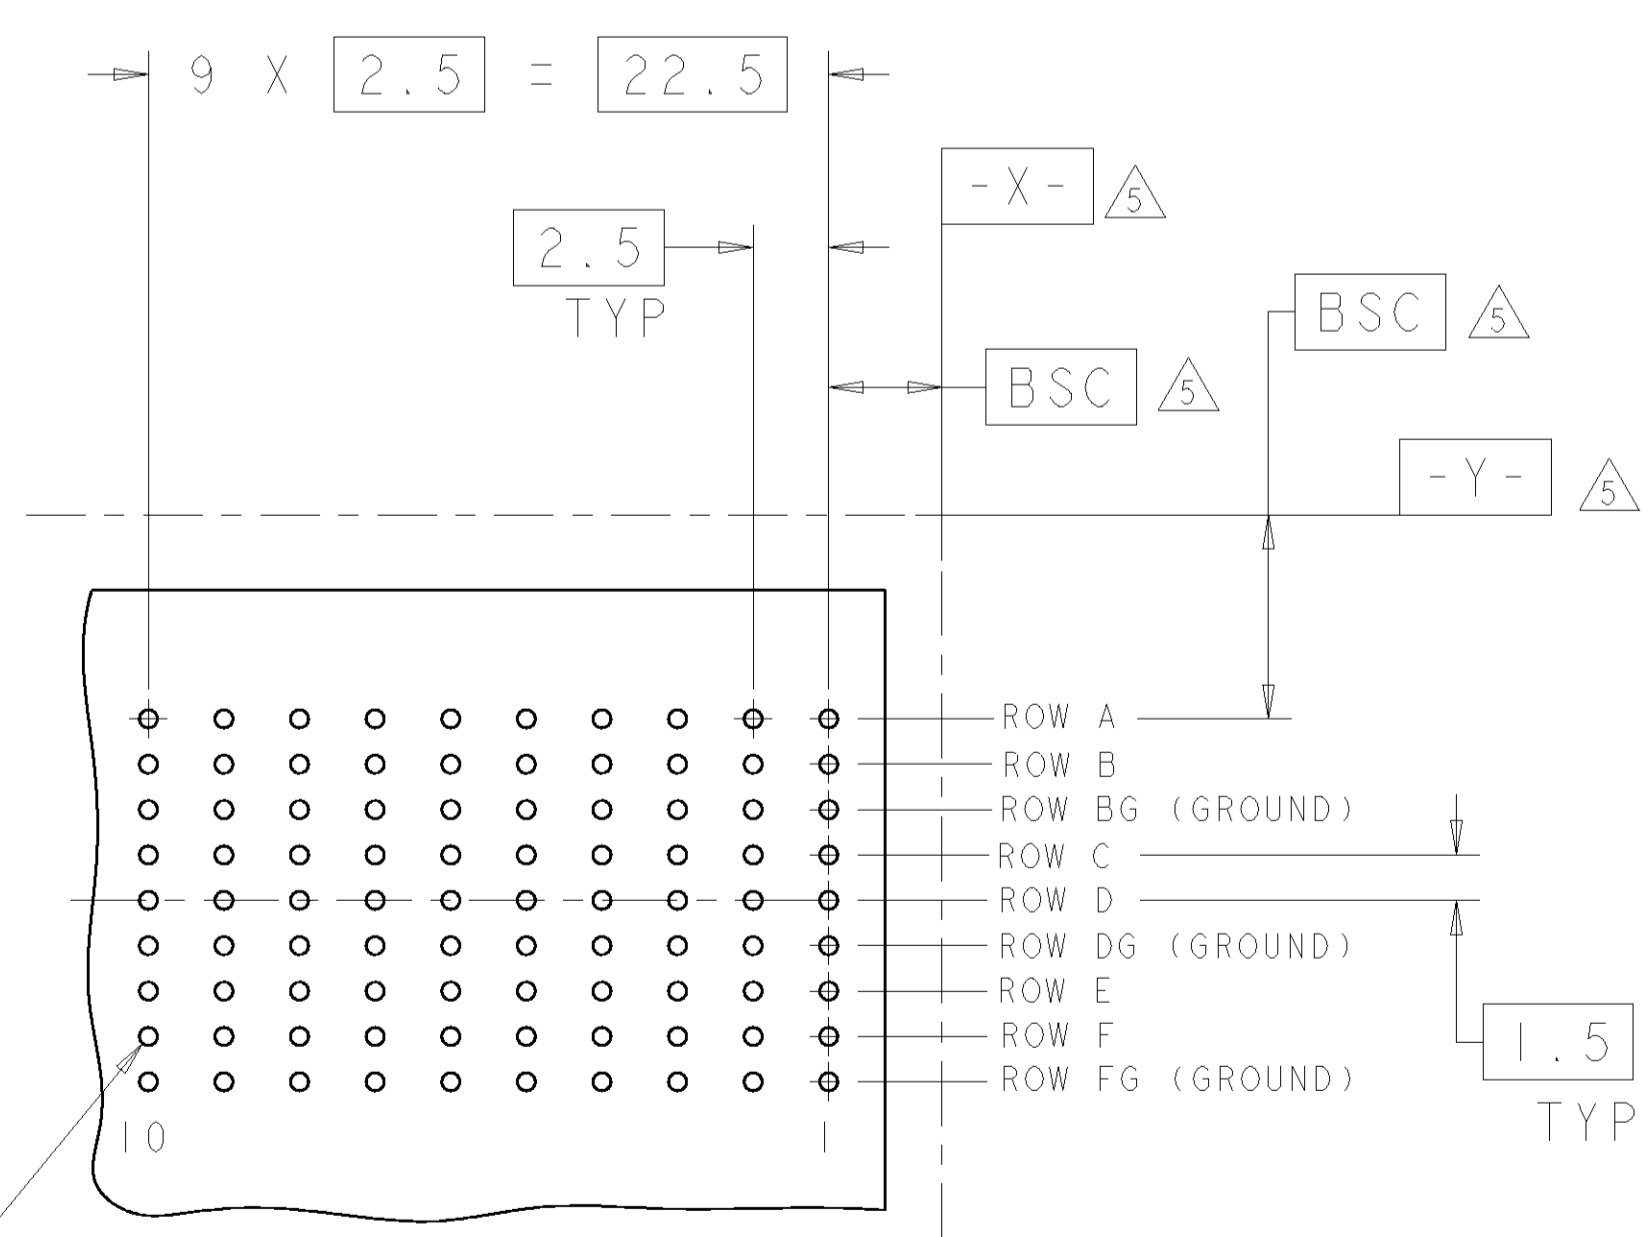 9 X 2.5 = 22.5
-X- 5
2.5
TYP
BSC 5
BSC 5
-Y- 5
ROW A
ROW B
ROW BG (GROUND)
ROW C
ROW D
ROW DG (GROUND)
ROW E
ROW F
1.5
ROW FG (GROUND)
TYP
10 1